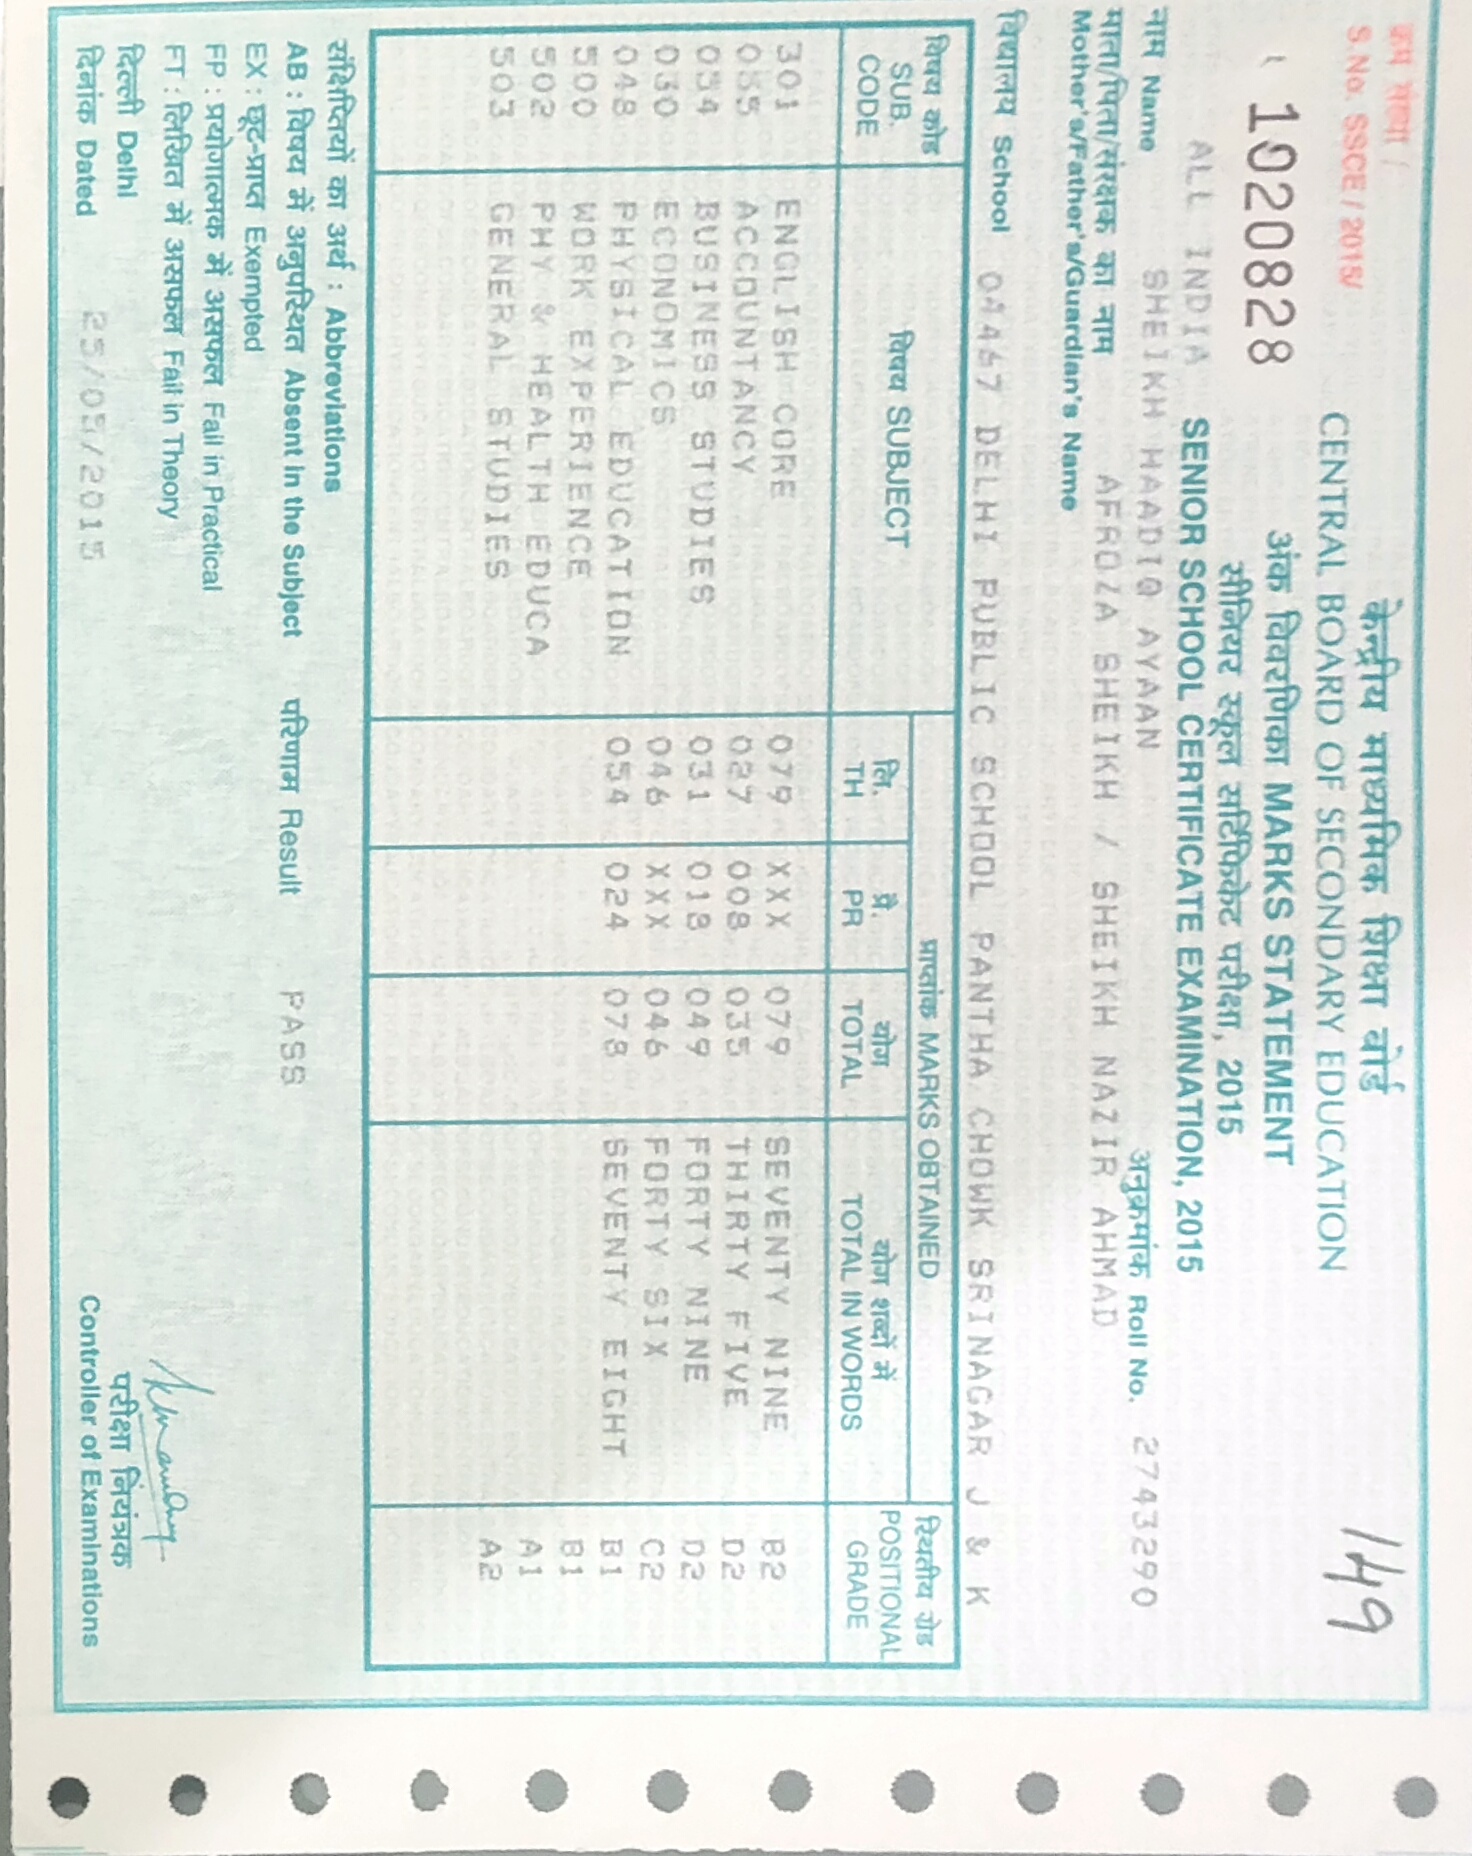 क्रम संख्या /
S.No. SSCE / 2015/
1020828
149
केन्द्रीय माध्यमिक शिक्षा बोर्ड
CENTRAL BOARD OF SECONDARY EDUCATION
अंक विवरणिका MARKS STATEMENT
सीनियर स्कूल सर्टिफिकेट परीक्षा, 2015
ALL INDIA SENIOR SCHOOL CERTIFICATE EXAMINATION, 2015
नाम Name SHEIKH HAADIQ AYAAN अनुक्रमांक Roll No. 2743290
माता/पिता/संरक्षक का नाम AFROZA SHEIKH / SHEIKH NAZIR AHMAD
Mother's/Father's/Guardian's Name
विद्यालय School 04467 DELHI PUBLIC SCHOOL PANTHA CHOWK SRINAGAR J & K
विषय कोड SUB. CODE विषय SUBJECT प्राप्तांक MARKS OBTAINED स्थितीय ग्रेड POSITIONAL GRADE
लि. TH प्रै. PR योग TOTAL योग शब्दों में TOTAL IN WORDS
301 ENGLISH CORE 079 XXX 079 SEVENTY NINE B2
055 ACCOUNTANCY 027 008 035 THIRTY FIVE D2
054 BUSINESS STUDIES 031 018 049 FORTY NINE D2
030 ECONOMICS 046 XXX 046 FORTY SIX C2
048 PHYSICAL EDUCATION 054 024 078 SEVENTY EIGHT B1
500 WORK EXPERIENCE B1
502 PHY & HEALTH EDUCA A1
503 GENERAL STUDIES A2
संक्षिप्तियों का अर्थ : Abbreviations
AB : विषय में अनुपस्थित Absent in the Subject परिणाम Result PASS
EX : छूट-प्राप्त Exempted
FP : प्रयोगात्मक में असफल Fail in Practical
FT : लिखित में असफल Fail in Theory
दिल्ली Delhi
दिनांक Dated 25/05/2015
परीक्षा नियंत्रक
Controller of Examinations